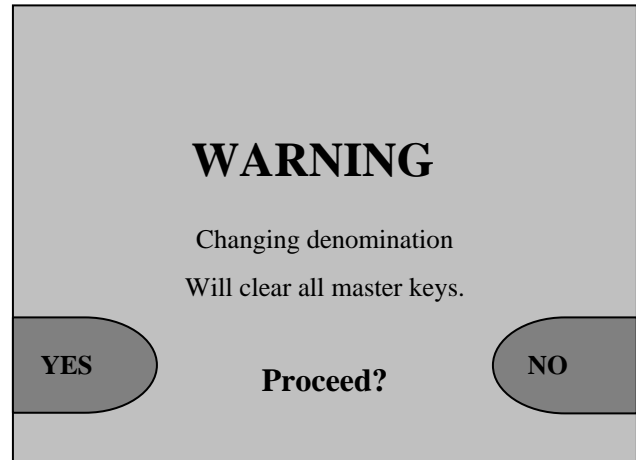 WARNING
Changing denomination
Will clear all master keys.
YES
Proceed?
NO